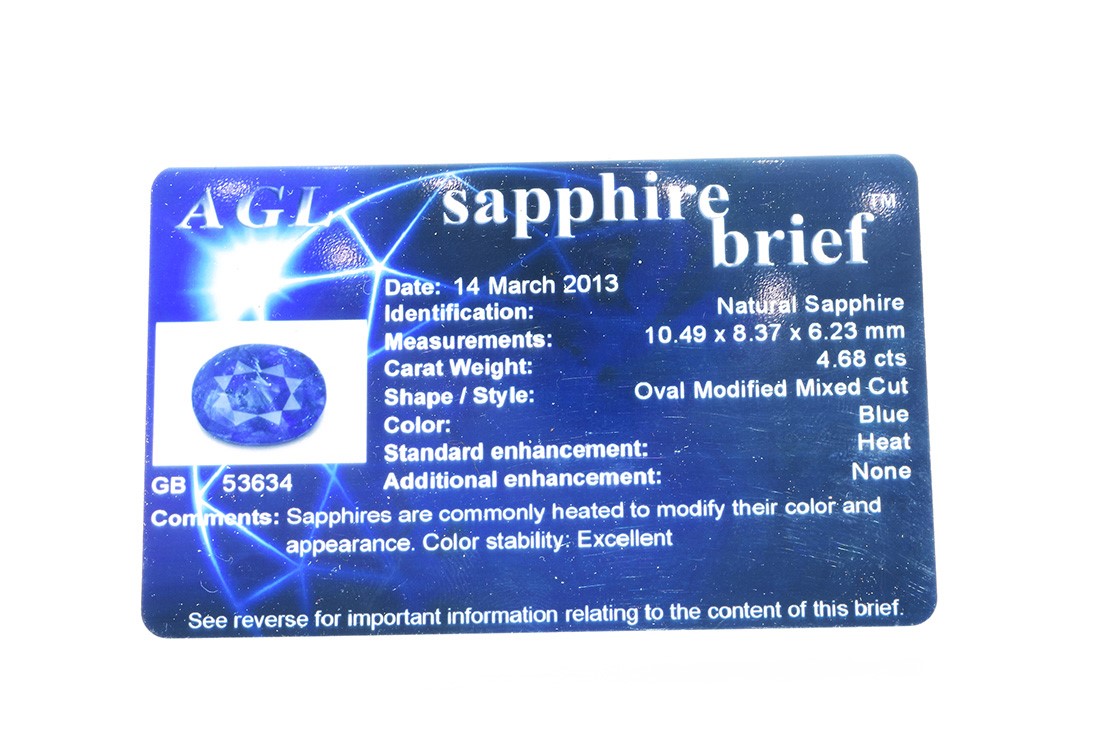 AGL sapphire
brief™
Date: 14 March 2013
Identification: Natural Sapphire
Measurements: 10.49 x 8.37 x 6.23 mm
Carat Weight: 4.68 cts
Shape / Style: Oval Modified Mixed Cut
Color: Blue
Standard enhancement: Heat
Additional enhancement: None
GB 53634
Comments: Sapphires are commonly heated to modify their color and
appearance. Color stability: Excellent
See reverse for important information relating to the content of this brief.